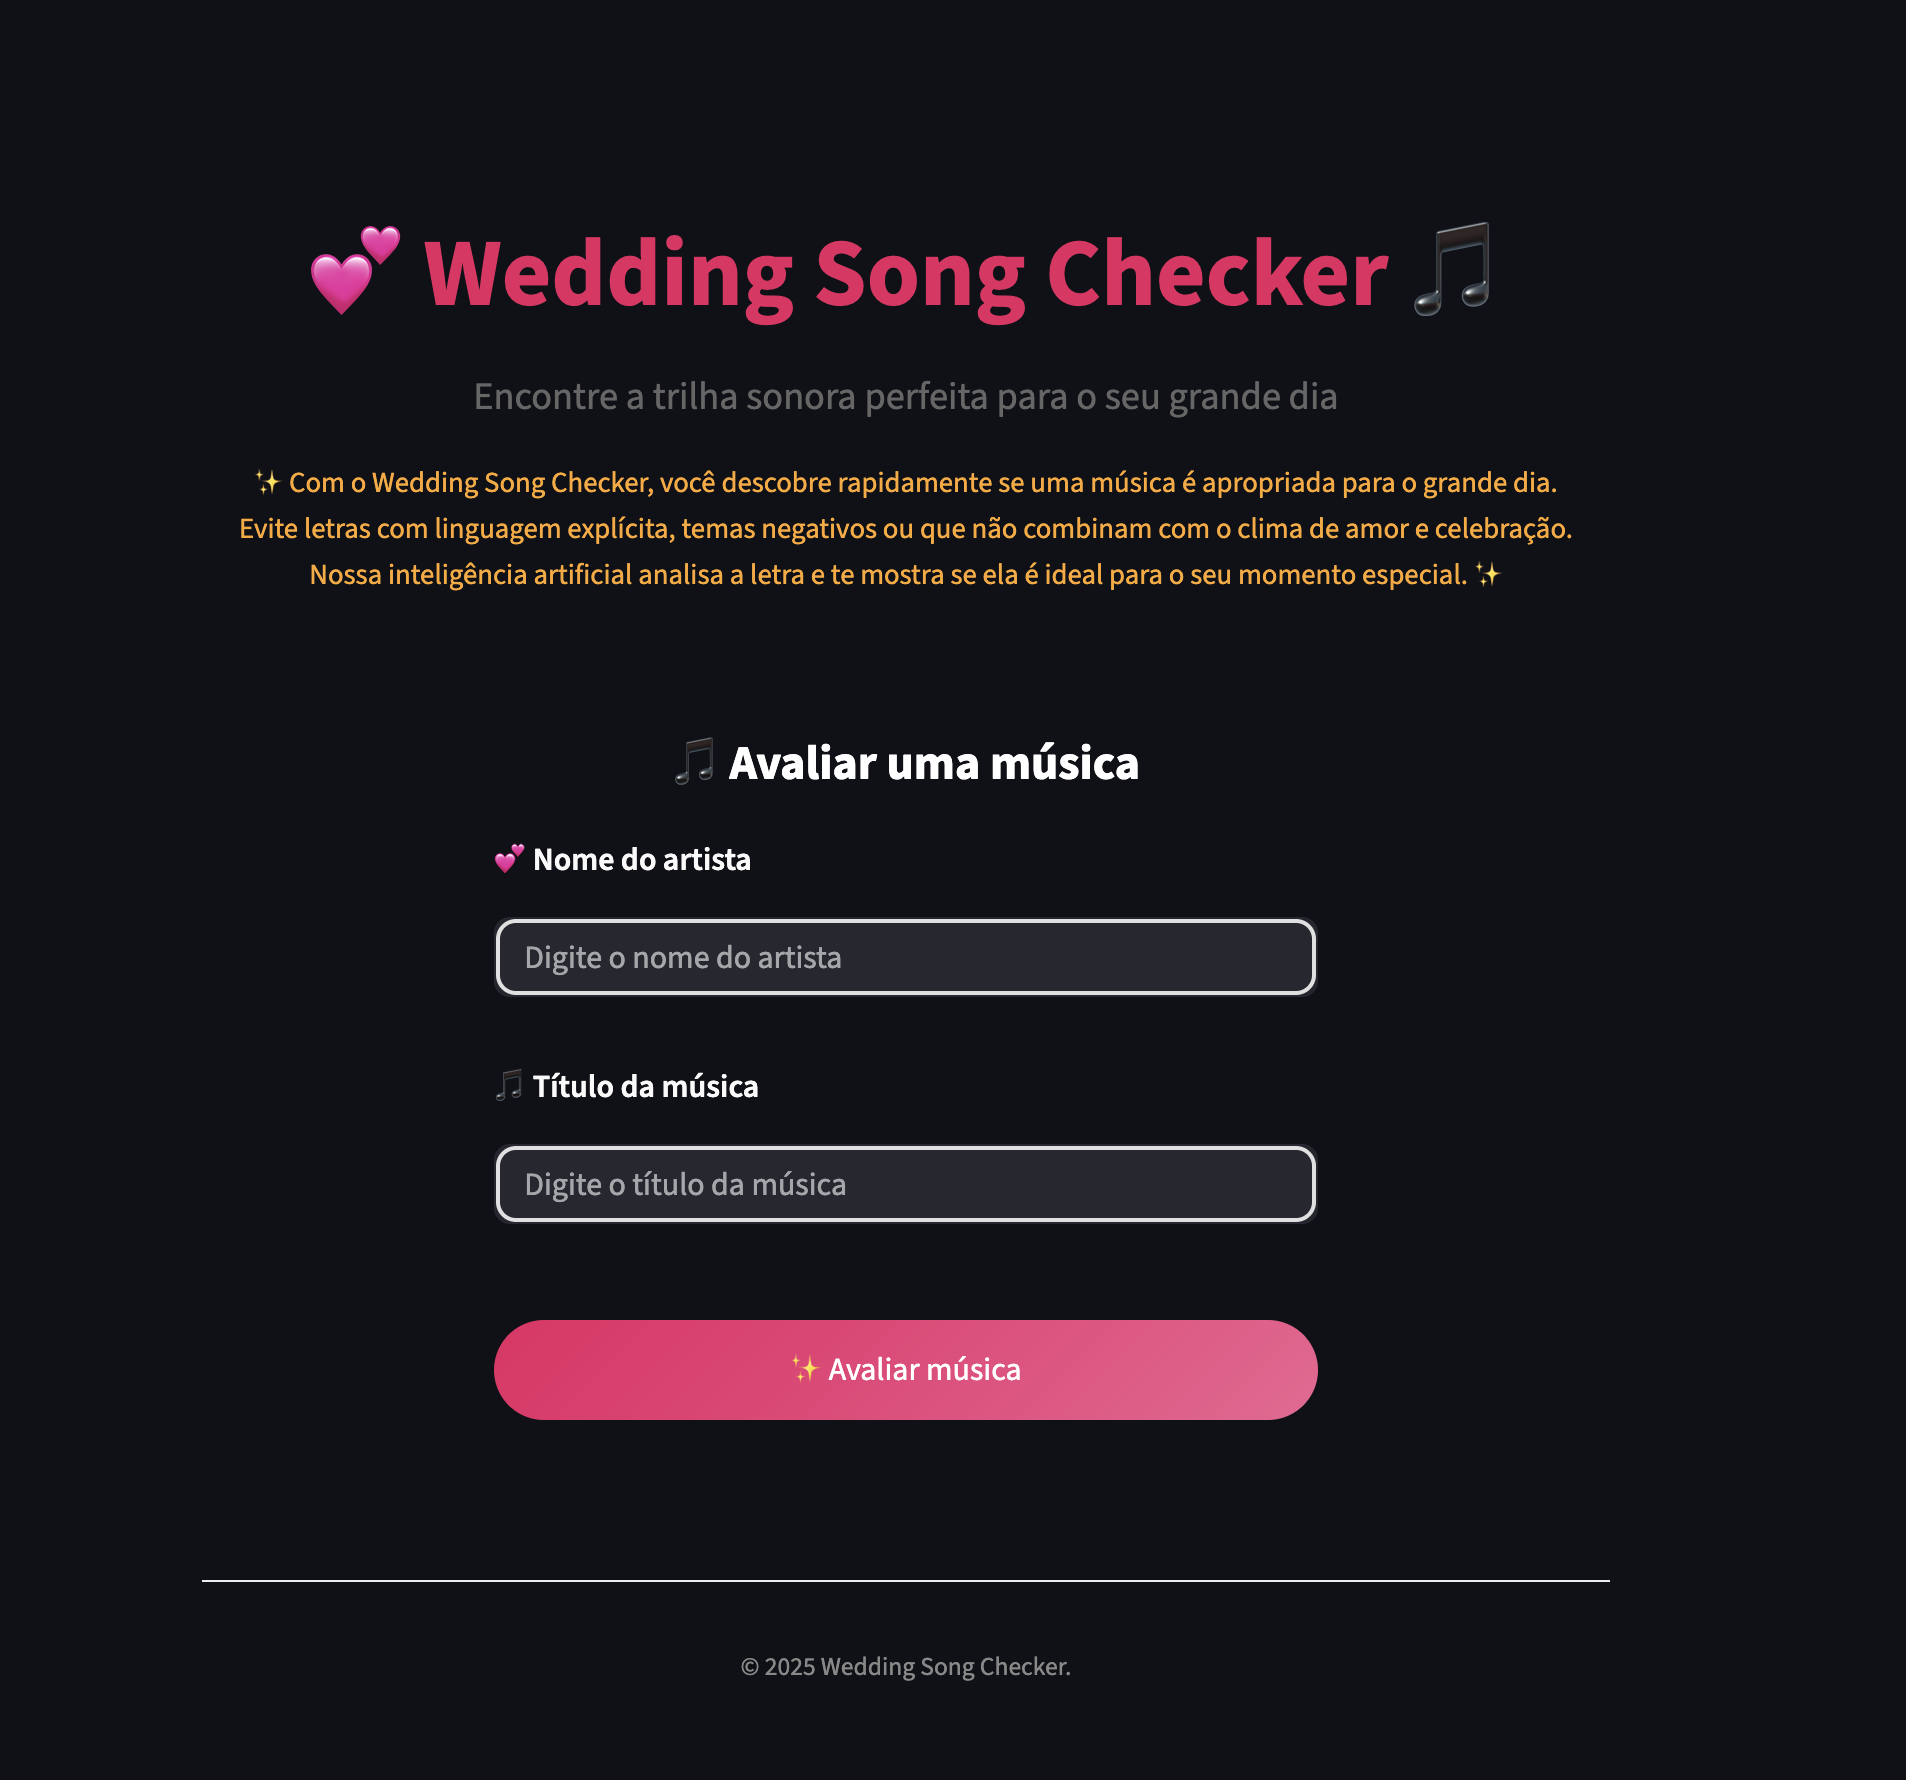 💕 Wedding Song Checker 🎵
Encontre a trilha sonora perfeita para o seu grande dia
✨ Com o Wedding Song Checker, você descobre rapidamente se uma música é apropriada para o grande dia.
Evite letras com linguagem explícita, temas negativos ou que não combinam com o clima de amor e celebração.
Nossa inteligência artificial analisa a letra e te mostra se ela é ideal para o seu momento especial. ✨
🎵 Avaliar uma música
💕 Nome do artista
Digite o nome do artista
🎵 Título da música
Digite o título da música
✨ Avaliar música
© 2025 Wedding Song Checker.